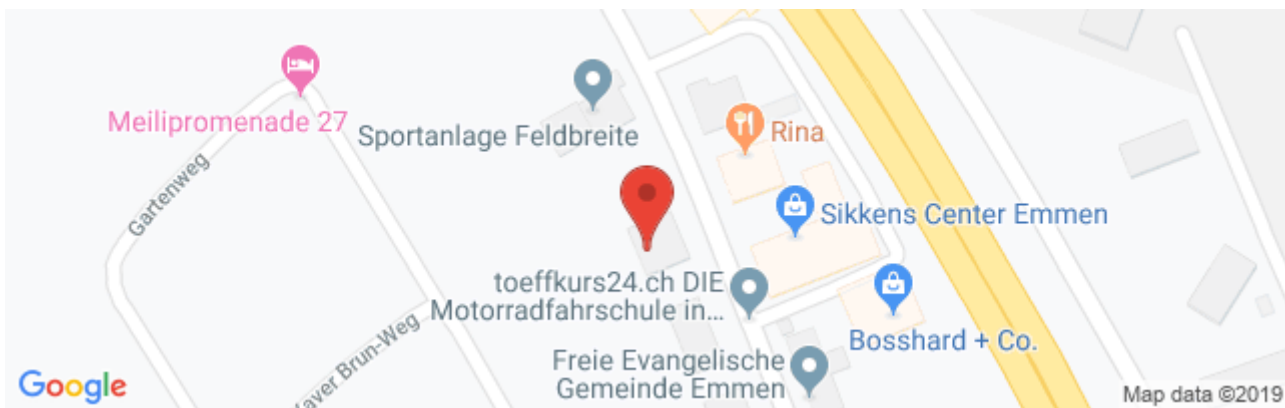 Meilipromenade 27
Sportanlage Feldbreite
Rina
Gartenweg
Sikkens Center Emmen
toeffkurs24.ch DIE
Motorradfahrschule in...
Bosshard + Co.
Xaver Brun-Weg
Freie Evangelische
Gemeinde Emmen
Google
Map data ©2019